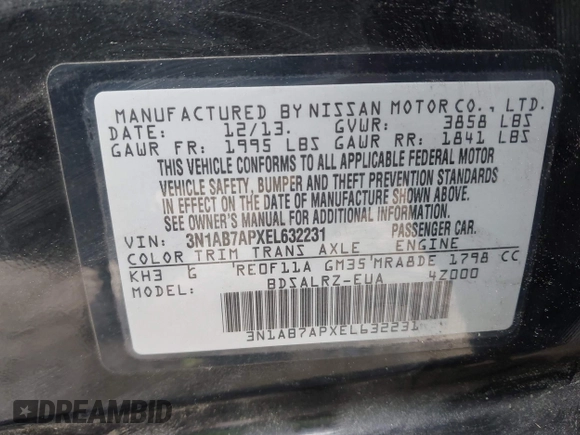 MANUFACTURED BY NISSAN MOTOR CO., LTD.
DATE: 12/13. GVWR: 3858 LBS
GAWR FR: 1995 LBS GAWR RR: 1841 LBS
THIS VEHICLE CONFORMS TO ALL APPLICABLE FEDERAL MOTOR
VEHICLE SAFETY, BUMPER AND THEFT PREVENTION STANDARDS
IN EFFECT ON THE DATE OF MANUFACTURE SHOWN ABOVE.
SEE OWNER'S MANUAL FOR ADDITIONAL INFORMATION.
VIN: 3N1AB7APXEL632231 PASSENGER CAR.
COLOR TRIM TRANS AXLE ENGINE
KH3 G RE0F11A GM35 MRA8DE 1798 CC
MODEL: BDSALRZ-EUA 4Z000
3N1AB7APXEL632231
DREAMBID